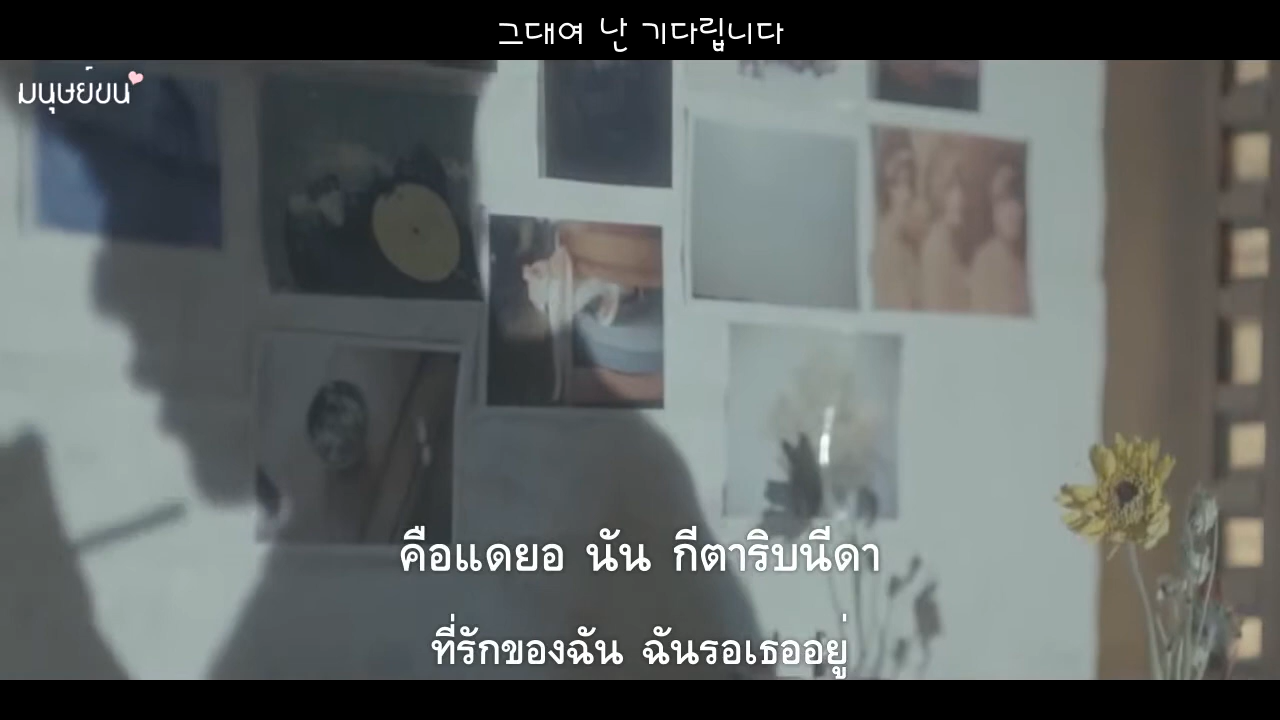 그대여 난 기다립니다
มนุษย์ขน
คือแดยอ นัน กีตาริบนีดา
ที่รักของฉัน ฉันรอเธออยู่